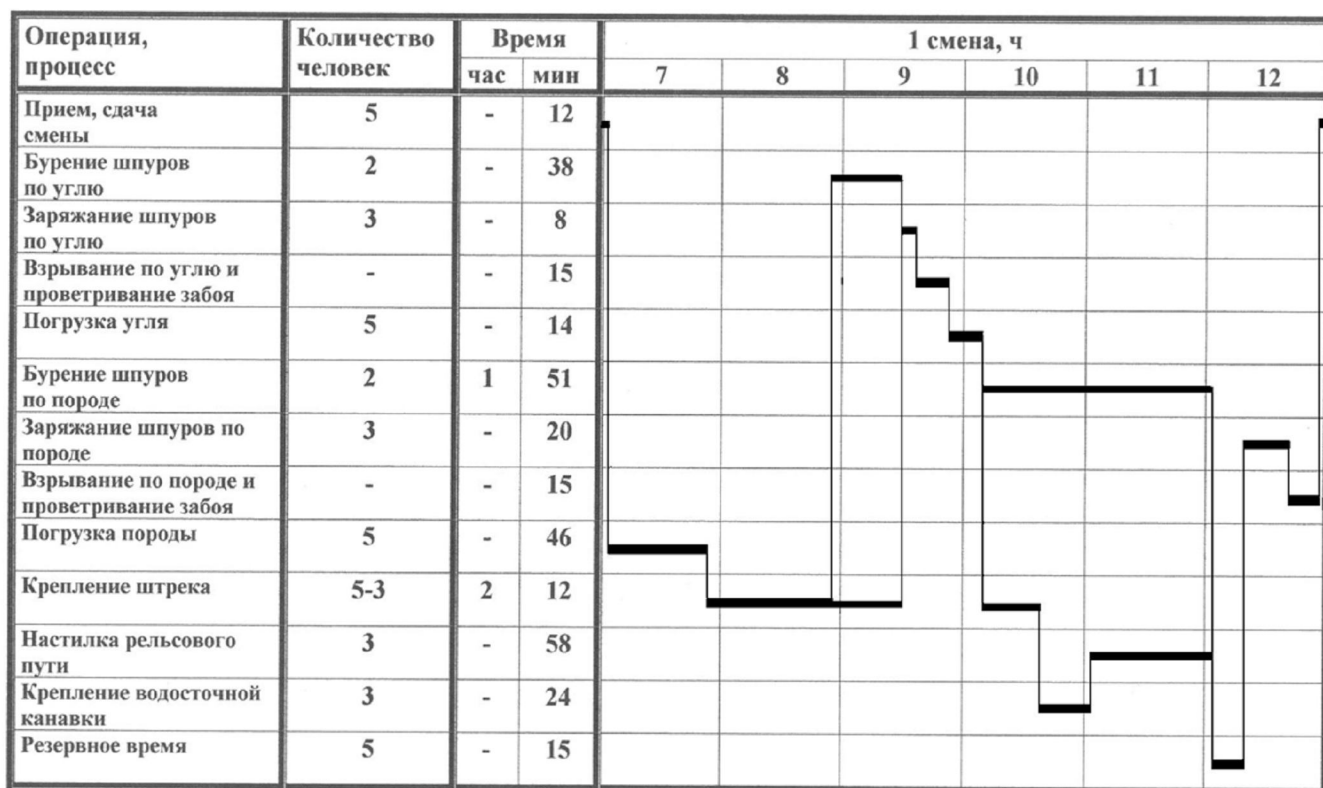 Операция,
процесс
Количество
человек
Время
час мин
1 смена, ч
7 8 9 10 11 12
Прием, сдача
смены
5 - 12
Бурение шпуров
по углю
2 - 38
Заряжание шпуров
по углю
3 - 8
Взрывание по углю и
проветривание забоя
- - 15
Погрузка угля
5 - 14
Бурение шпуров
по породе
2 1 51
Заряжание шпуров по
породе
3 - 20
Взрывание по породе и
проветривание забоя
- - 15
Погрузка породы
5 - 46
Крепление штрека
5-3 2 12
Настилка рельсового
пути
3 - 58
Крепление водосточной
канавки
3 - 24
Резервное время
5 - 15